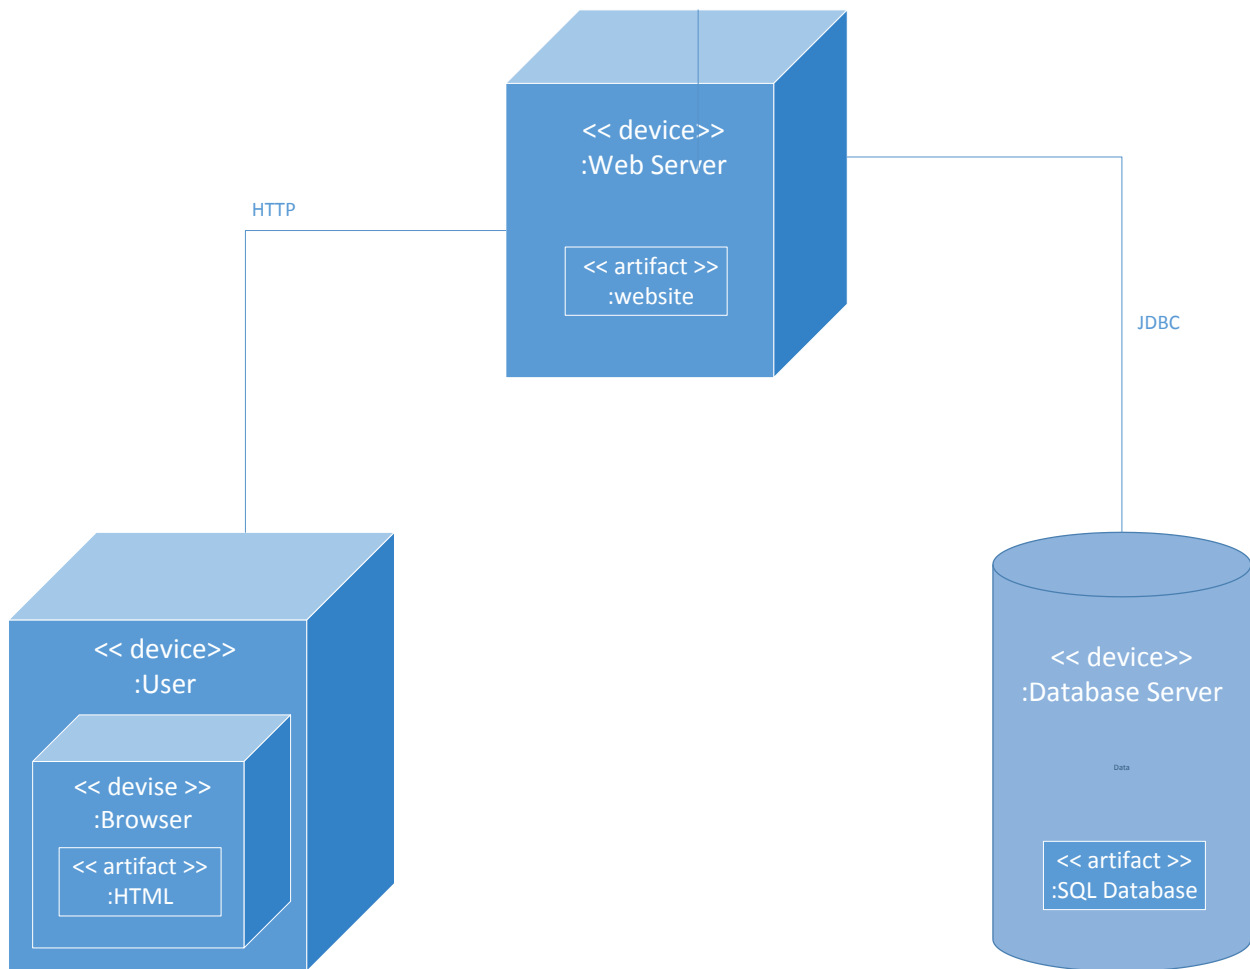 << device>>
:Web Server
<< artifact >>
:website
HTTP
JDBC
<< device>>
:User
<< devise >>
:Browser
<< artifact >>
:HTML
<< device>>
:Database Server
Data
<< artifact >>
:SQL Database